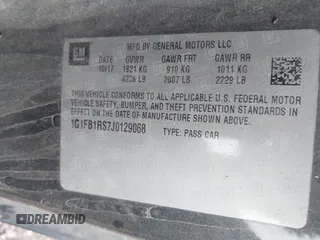 GM
MFD BY GENERAL MOTORS LLC
DATE GVWR GAWR FRT GAWR RR
10/17 1921 KG 910 KG 1011 KG
4236 LB 2007 LB 2229 LB
THIS VEHICLE CONFORMS TO ALL APPLICABLE U.S. FEDERAL MOTOR
VEHICLE SAFETY, BUMPER, AND THEFT PREVENTION STANDARDS
IN EFFECT ON THE DATE OF MANUFACTURE SHOWN ABOVE.
1G1FB1RS7J0129068
TYPE: PASS CAR
DREAMBID